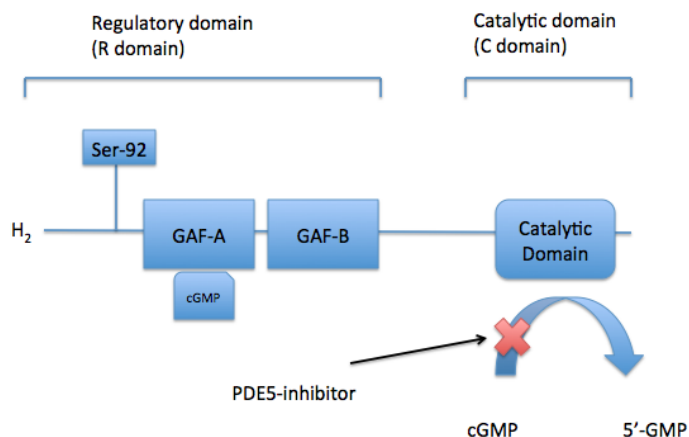 Regulatory domain
(R domain)
Catalytic domain
(C domain)
Ser-92
H2
GAF-A
GAF-B
Catalytic
Domain
cGMP
PDE5-inhibitor
cGMP
5’-GMP